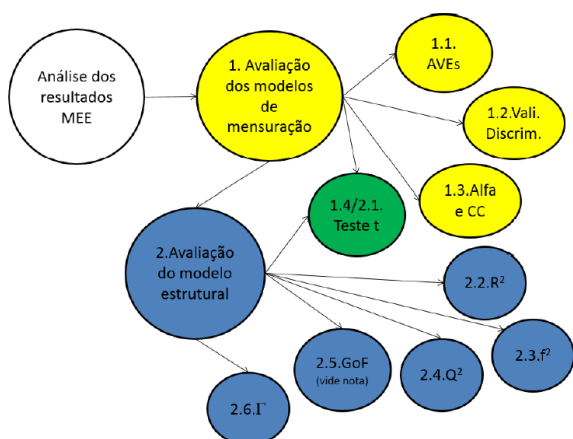 Análise dos
resultados
MEE
1. Avaliação
dos modelos
de
mensuração
1.1.
AVEs
1.2.Vali.
Discrim.
1.3.Alfa
e CC
1.4/2.1.
Teste t
2.Avaliação
do modelo
estrutural
2.2.R²
2.3.f²
2.4.Q²
2.5.GoF
(vide nota)
2.6.Γ